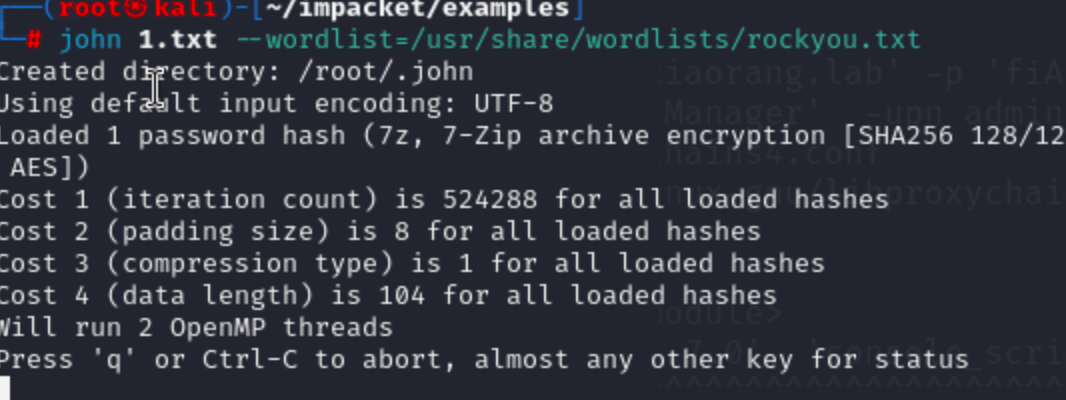 ┌──(root㉿kali)-[~/impacket/examples]
└─# john 1.txt --wordlist=/usr/share/wordlists/rockyou.txt
Created directory: /root/.john
Using default input encoding: UTF-8
Loaded 1 password hash (7z, 7-Zip archive encryption [SHA256 128/12
AES])
Cost 1 (iteration count) is 524288 for all loaded hashes
Cost 2 (padding size) is 8 for all loaded hashes
Cost 3 (compression type) is 1 for all loaded hashes
Cost 4 (data length) is 104 for all loaded hashes
Will run 2 OpenMP threads
Press 'q' or Ctrl-C to abort, almost any other key for status